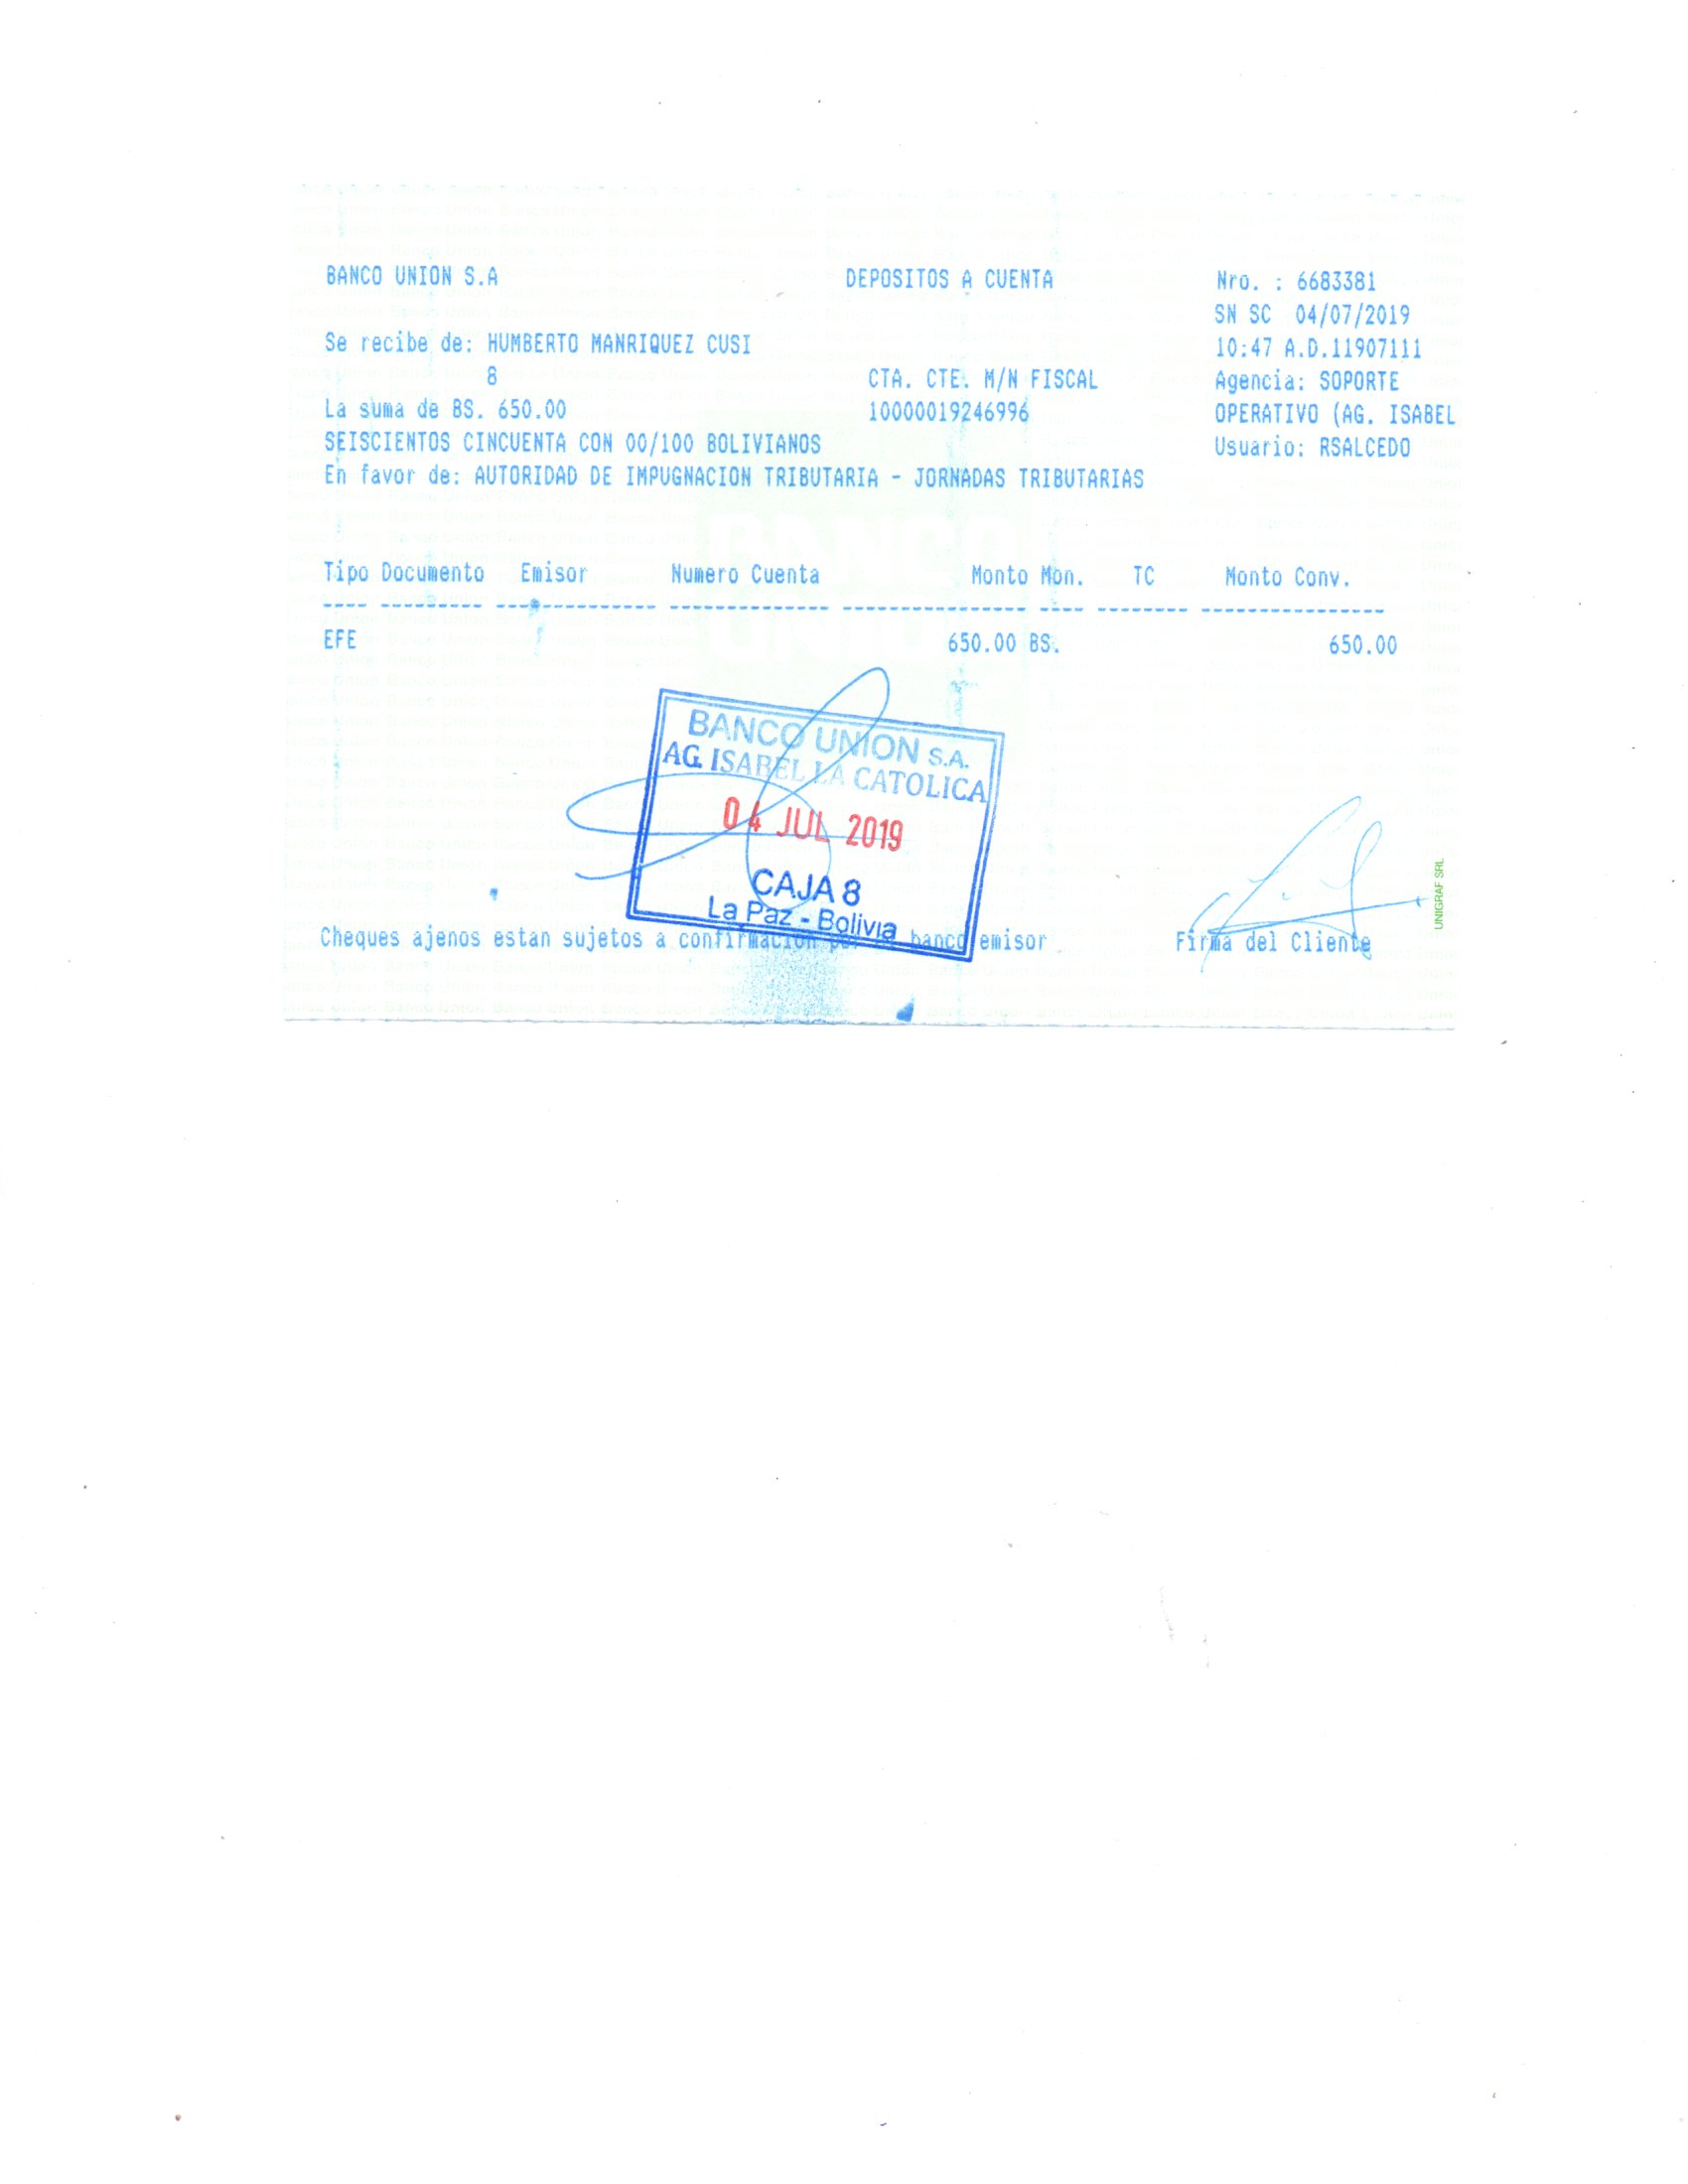 BANCO UNION S.A
DEPOSITOS A CUENTA
Nro. : 6683381
SN SC 04/07/2019
Se recibe de: HUMBERTO MANRIQUEZ CUSI
10:47 A.D.11907111
8
CTA. CTE. M/N FISCAL
Agencia: SOPORTE
La suma de BS. 650.00
10000019246996
OPERATIVO (AG. ISABEL
SEISCIENTOS CINCUENTA CON 00/100 BOLIVIANOS
Usuario: RSALCEDO
En favor de: AUTORIDAD DE IMPUGNACION TRIBUTARIA - JORNADAS TRIBUTARIAS
Tipo Documento Emisor Numero Cuenta Monto Mon. TC Monto Conv.
EFE 650.00 BS. 650.00
BANCO UNION S.A.
AG. ISABEL LA CATOLICA
04 JUL 2019
CAJA 8
La Paz - Bolivia
Cheques ajenos estan sujetos a confirmacion banco emisor
Firma del Cliente
UNIGRAF SRL
BANCO